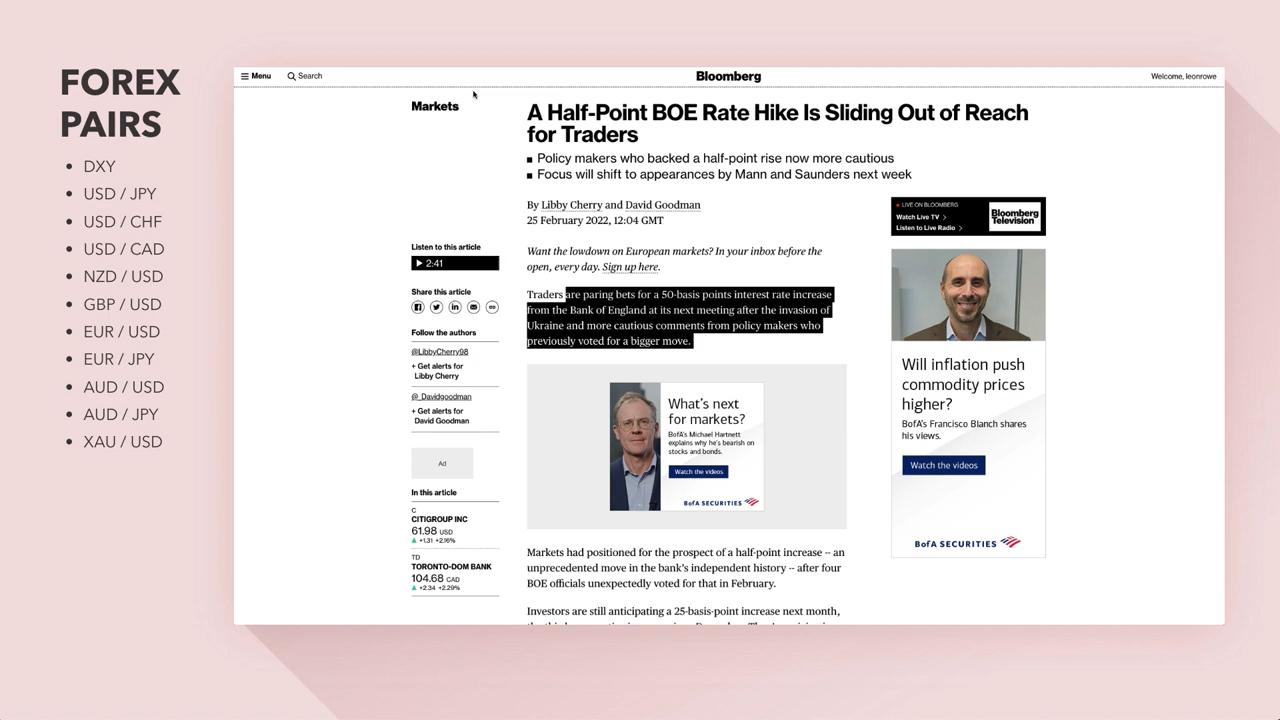 FOREX
PAIRS
DXY
USD / JPY
USD / CHF
USD / CAD
NZD / USD
GBP / USD
EUR / USD
EUR / JPY
AUD / USD
AUD / JPY
XAU / USD
Menu
Search
Bloomberg
Welcome, leonrowe
Markets
A Half-Point BOE Rate Hike Is Sliding Out of Reach
for Traders
Policy makers who backed a half-point rise now more cautious
Focus will shift to appearances by Mann and Saunders next week
By Libby Cherry and David Goodman
25 February 2022, 12:04 GMT
Listen to this article
2:41
Share this article
Follow the authors
@LibbyCherry98
+ Get alerts for
Libby Cherry
@_Davidgoodman
+ Get alerts for
David Goodman
Ad
In this article
C
CITIGROUP INC
61.98 USD
▲ +1.31 +2.16%
TD
TORONTO-DOM BANK
104.68 CAD
▲ +2.34 +2.29%
Want the lowdown on European markets? In your inbox before the
open, every day. Sign up here.
Traders are paring bets for a 50-basis points interest rate increase
from the Bank of England at its next meeting after the invasion of
Ukraine and more cautious comments from policy makers who
previously voted for a bigger move.
What's next
for markets?
BofA's Michael Hartnett
explains why he's bearish on
stocks and bonds.
Watch the videos
BofA SECURITIES
Markets had positioned for the prospect of a half-point increase -- an
unprecedented move in the bank's independent history -- after four
BOE officials unexpectedly voted for that in February.
Investors are still anticipating a 25-basis-point increase next month,
LIVE ON BLOOMBERG
Watch Live TV >
Listen to Live Radio >
Bloomberg
Television
Will inflation push
commodity prices
higher?
BofA's Francisco Blanch shares
his views.
Watch the videos
BofA SECURITIES